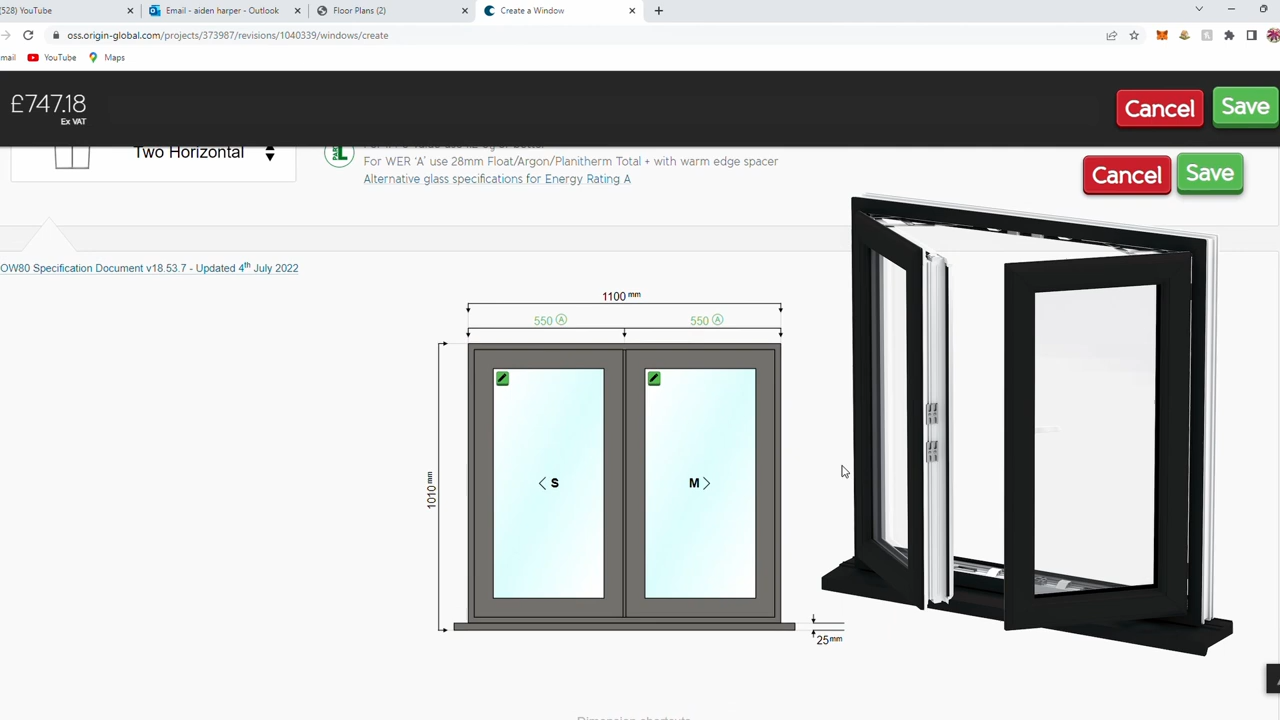 (528) YouTube
Email - aiden harper - Outlook
Floor Plans (2)
Create a Window
oss.origin-global.com/projects/373987/revisions/1040339/windows/create
mail
YouTube
Maps
£747.18
Ex VAT
Cancel
Save
Two Horizontal
For WER 'A' use 28mm Float/Argon/Planitherm Total + with warm edge spacer
Alternative glass specifications for Energy Rating A
Cancel
Save
OW80 Specification Document v18.53.7 - Updated 4th July 2022
1100 mm
550 A
550 A
1010 mm
< S
M >
25mm
Dimension shortcuts